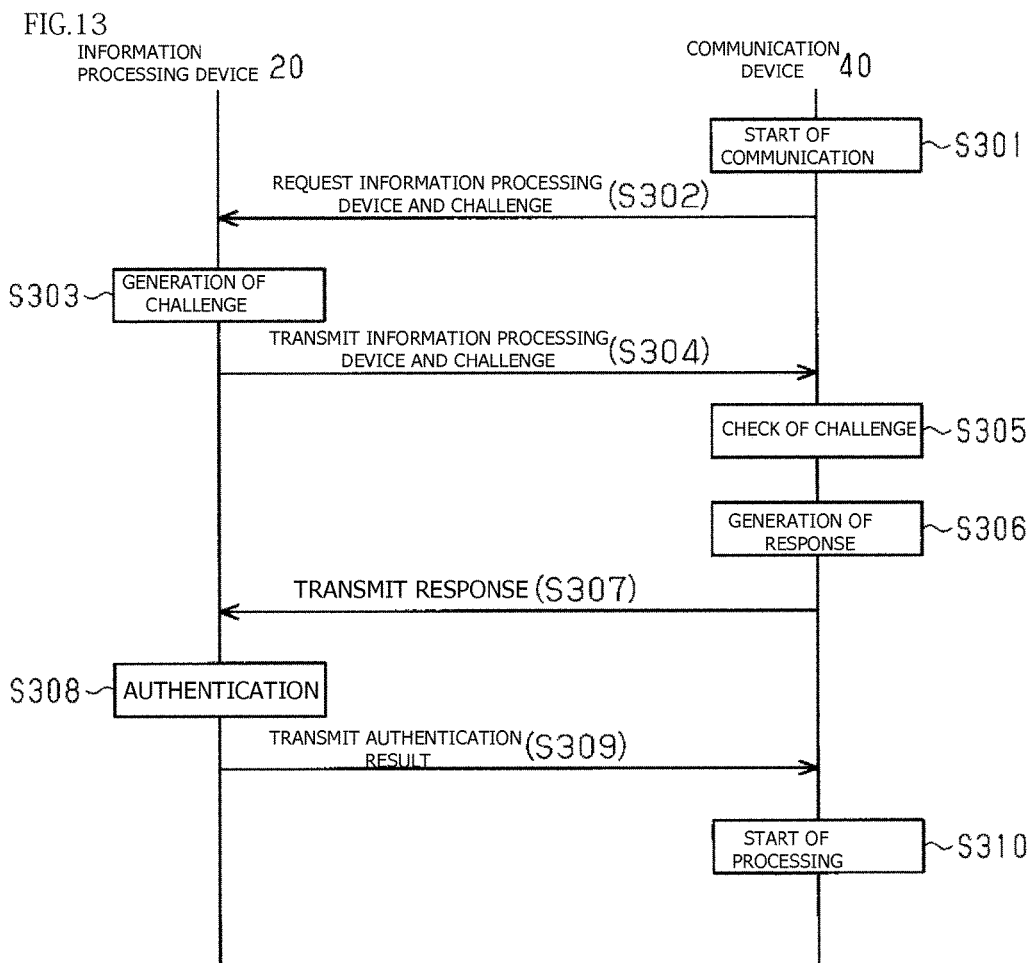 FIG.13
INFORMATION
PROCESSING DEVICE 20
COMMUNICATION
DEVICE 40
START OF
COMMUNICATION
S301
REQUEST INFORMATION PROCESSING
DEVICE AND CHALLENGE (S302)
S303
GENERATION OF
CHALLENGE
TRANSMIT INFORMATION PROCESSING
DEVICE AND CHALLENGE (S304)
CHECK OF CHALLENGE
S305
GENERATION OF
RESPONSE
S306
TRANSMIT RESPONSE (S307)
S308
AUTHENTICATION
TRANSMIT AUTHENTICATION
RESULT (S309)
START OF
PROCESSING
S310